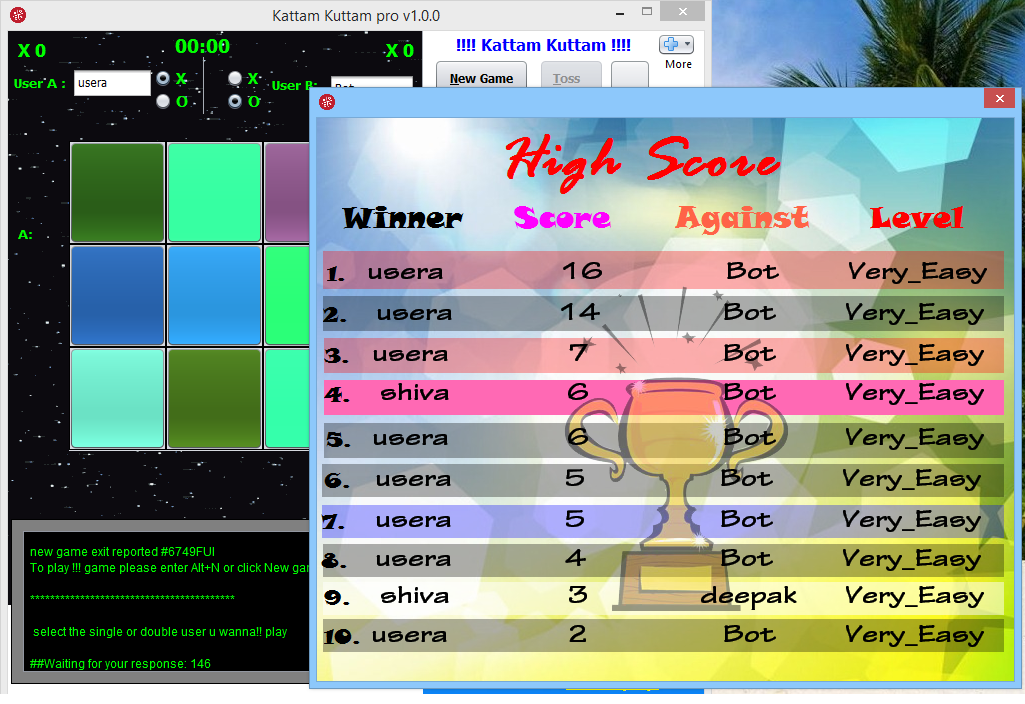 Kattam Kuttam pro v1.0.0
X 0
00:00
X 0
!!!! Kattam Kuttam !!!!
More
User A :
usera
X
O
X
O
User B:
New Game
Toss
A:
High Score
Winner Score Against Level
1. usera 16 Bot Very_Easy
2. usera 14 Bot Very_Easy
3. usera 7 Bot Very_Easy
4. shiva 6 Bot Very_Easy
5. usera 6 Bot Very_Easy
6. usera 5 Bot Very_Easy
7. usera 5 Bot Very_Easy
8. usera 4 Bot Very_Easy
9. shiva 3 deepak Very_Easy
10. usera 2 Bot Very_Easy
new game exit reported #6749FUI
To play !!! game please enter Alt+N or click New gam
*****************************************
select the single or double user u wanna!! play
##Waiting for your response: 146